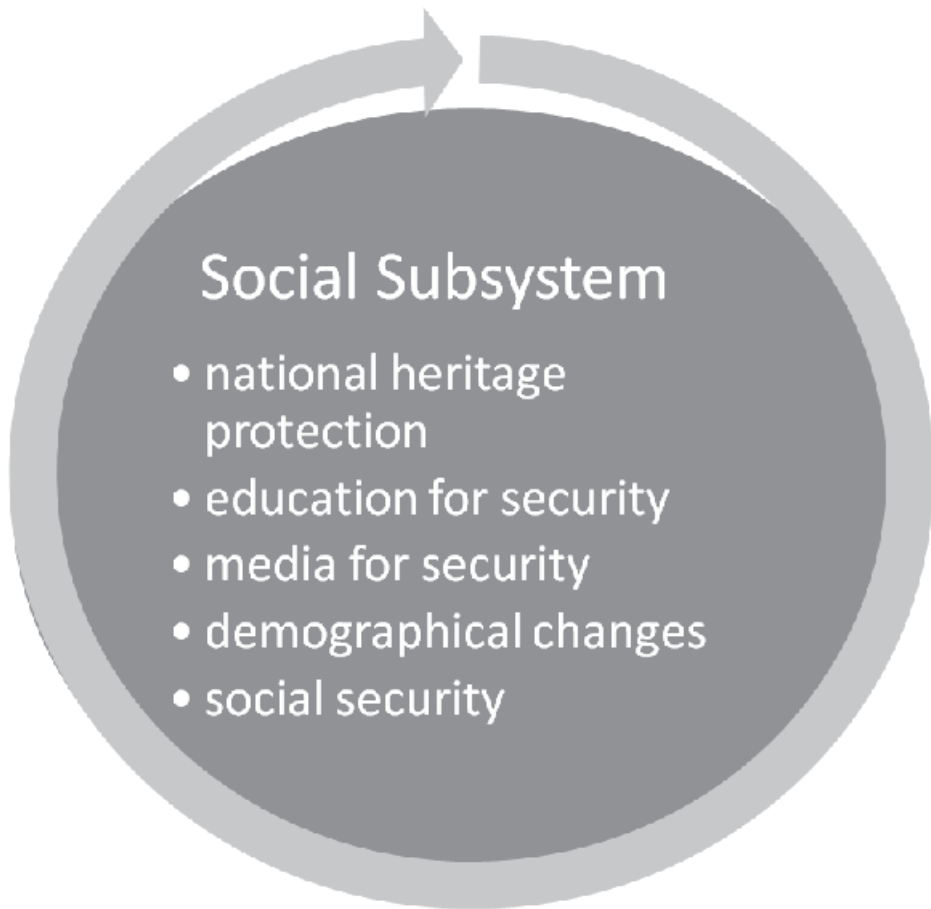 Social Subsystem
• national heritage
protection
• education for security
• media for security
• demographical changes
• social security